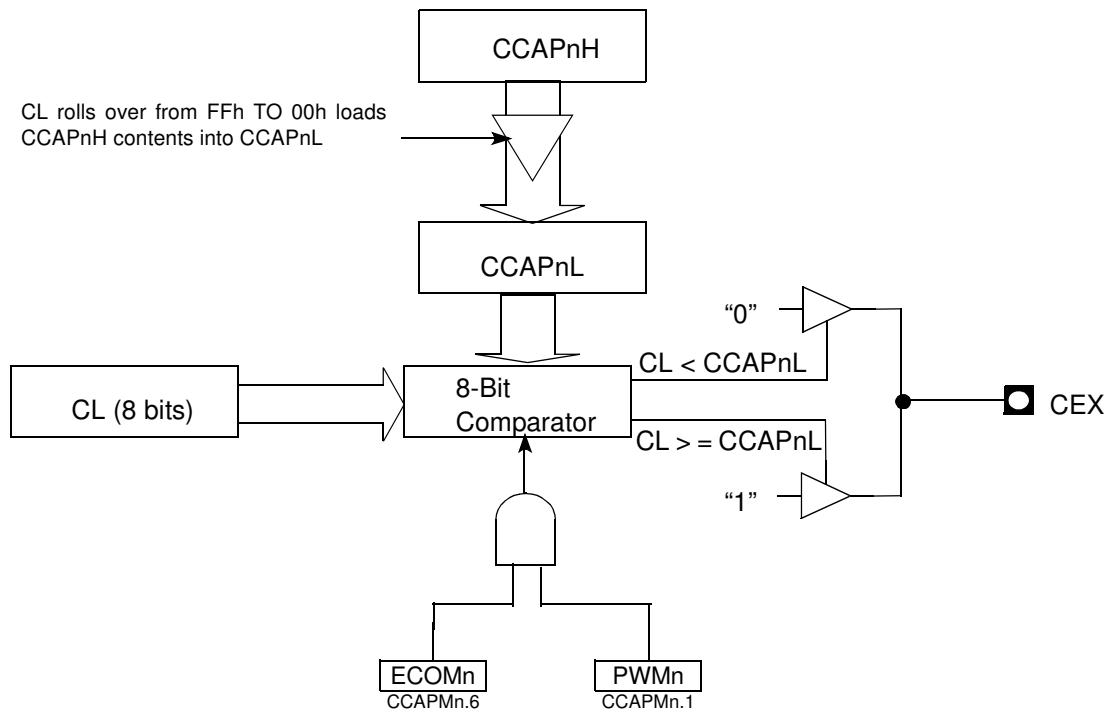 CCAPnH
CL rolls over from FFh TO 00h loads
CCAPnH contents into CCAPnL
CCAPnL
“0”
CL < CCAPnL
CL (8 bits)
8-Bit
Comparator
CEX
CL > = CCAPnL
“1”
ECOMn
PWMn
CCAPMn.6
CCAPMn.1